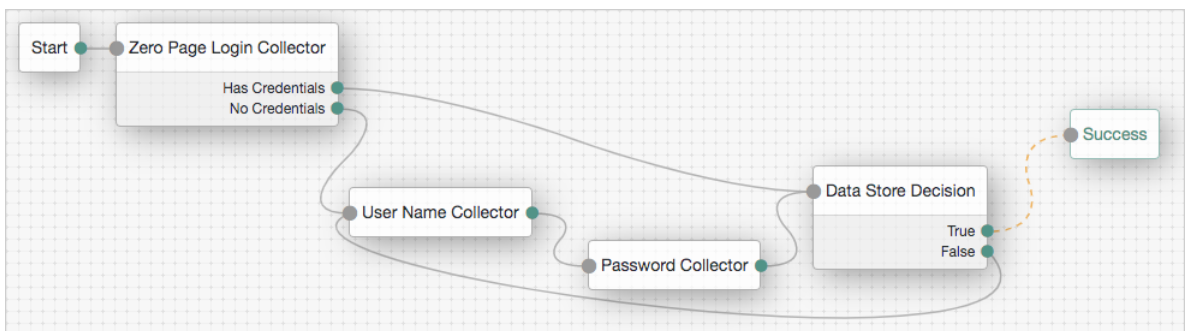 Start
Zero Page Login Collector
Has Credentials
No Credentials
Success
Data Store Decision
User Name Collector
True
False
Password Collector